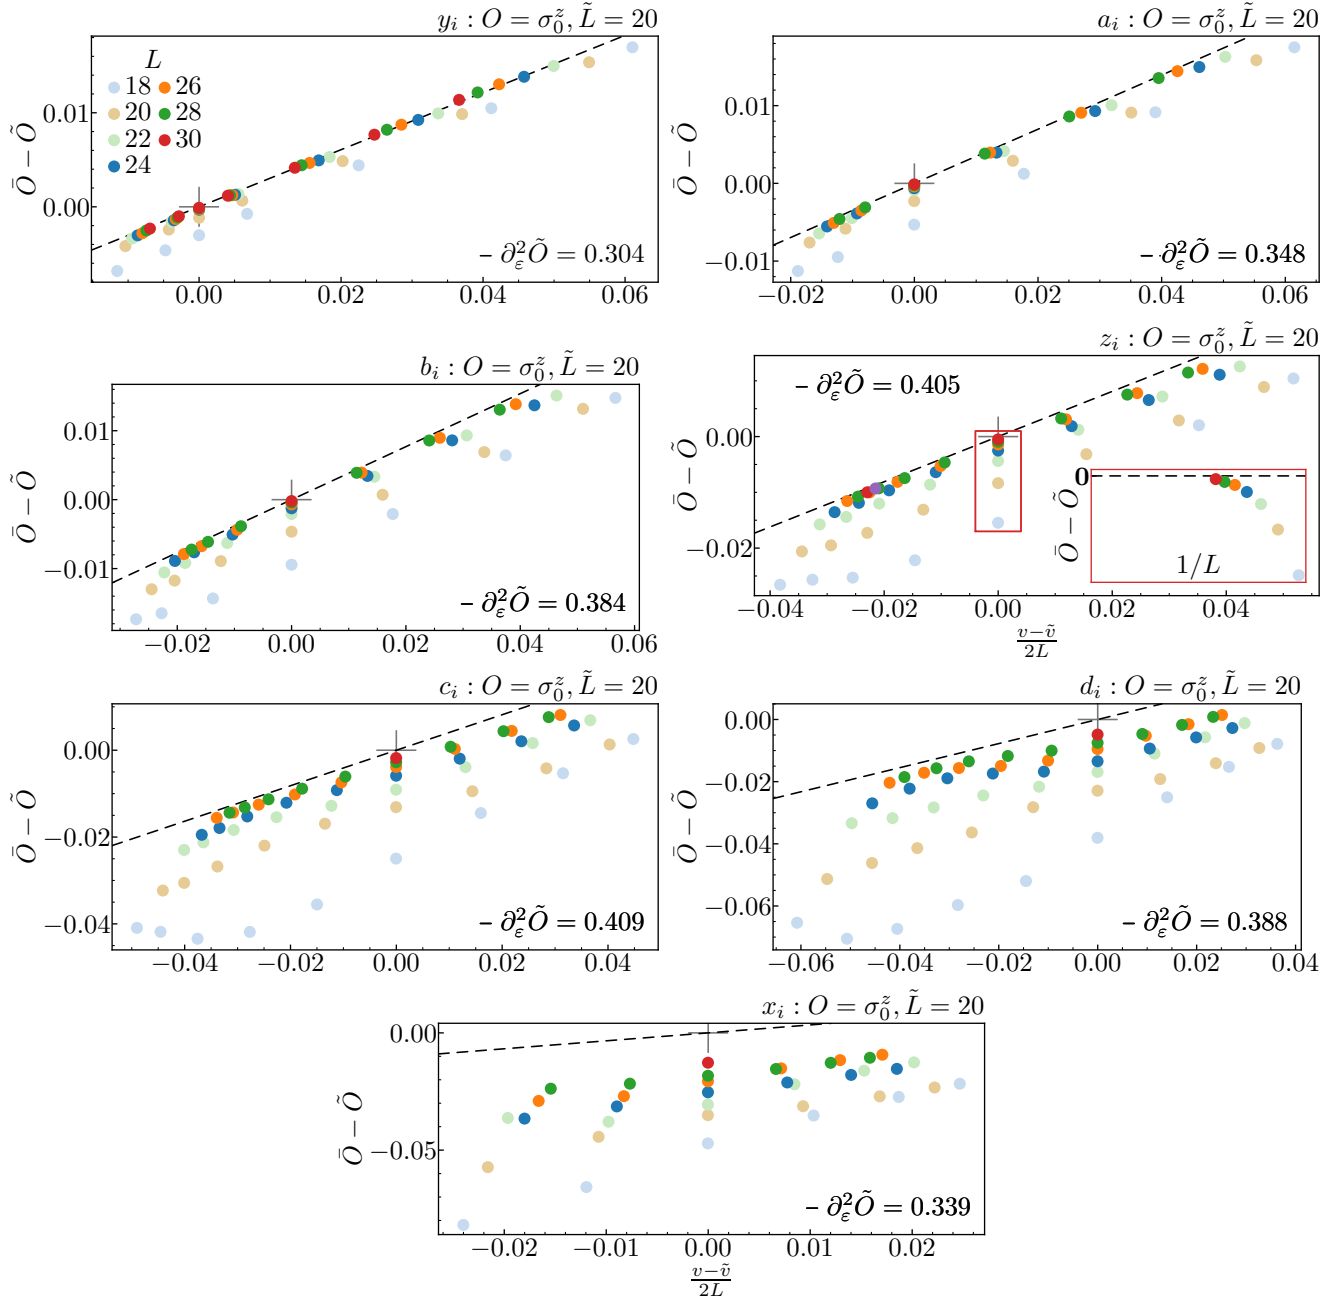 y_i : O = σ_0^z, L̃ = 20
Ō − Õ
0.01
0.00
L
18 26
20 28
22 30
24
− ∂_ε^2 Õ = 0.304
0.00 0.02 0.04 0.06
a_i : O = σ_0^z, L̃ = 20
Ō − Õ
0.01
0.00
−0.01
− ∂_ε^2 Õ = 0.348
−0.02 0.00 0.02 0.04 0.06
b_i : O = σ_0^z, L̃ = 20
Ō − Õ
0.01
0.00
−0.01
− ∂_ε^2 Õ = 0.384
−0.02 0.00 0.02 0.04 0.06
z_i : O = σ_0^z, L̃ = 20
Ō − Õ
0.00
−0.02
− ∂_ε^2 Õ = 0.405
0
Ō − Õ
1/L
−0.04 −0.02 0.00 0.02 0.04
(v−ṽ)/2L
c_i : O = σ_0^z, L̃ = 20
Ō − Õ
0.00
−0.02
−0.04
− ∂_ε^2 Õ = 0.409
−0.04 −0.02 0.00 0.02 0.04
d_i : O = σ_0^z, L̃ = 20
Ō − Õ
0.00
−0.02
−0.04
−0.06
− ∂_ε^2 Õ = 0.388
−0.06 −0.04 −0.02 0.00 0.02 0.04
x_i : O = σ_0^z, L̃ = 20
Ō − Õ
0.00
−0.05
− ∂_ε^2 Õ = 0.339
−0.02 −0.01 0.00 0.01 0.02
(v−ṽ)/2L